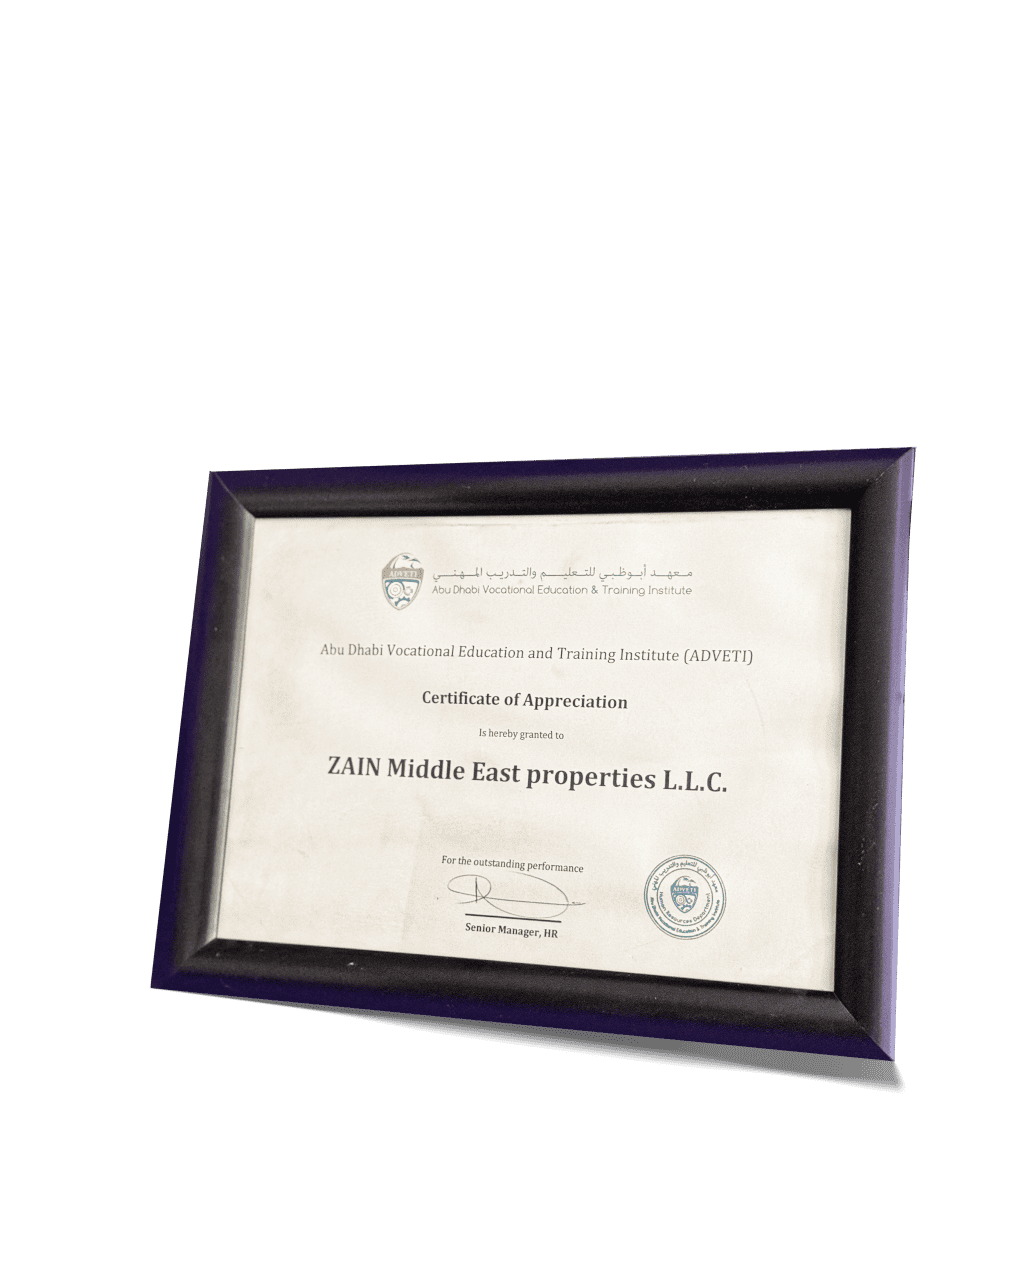 معهد أبوظبي للتعليم والتدريب المهني
ADVETI
Abu Dhabi Vocational Education & Training Institute
Abu Dhabi Vocational Education and Training Institute (ADVETI)
Certificate of Appreciation
Is hereby granted to
ZAIN Middle East properties L.L.C.
For the outstanding performance
Senior Manager, HR
معهد أبوظبي للتعليم والتدريب المهني
ADVETI
Human Resources Department
Abu Dhabi Vocational Education & Training Institute